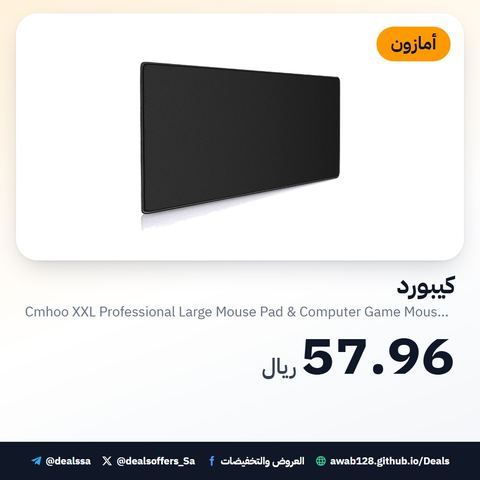 أمازون
كيبورد
Cmhoo XXL Professional Large Mouse Pad & Computer Game Mous...
57.96 ريال
@dealssa @dealsoffers_Sa العروض والتخفيضات awab128.github.io/Deals